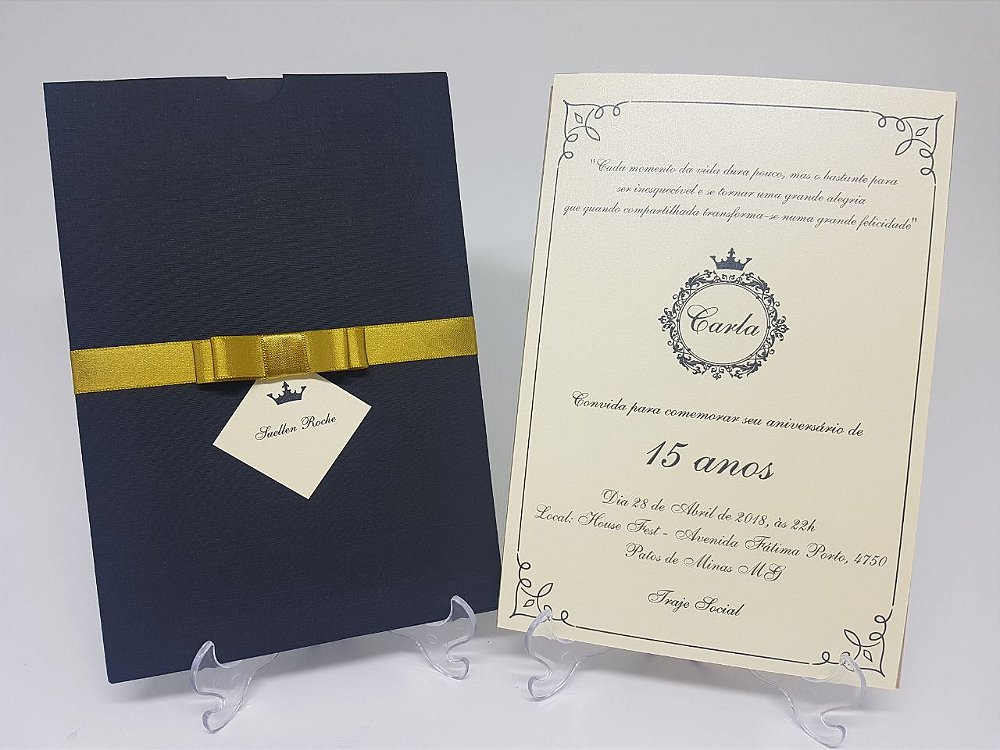 Suellen Roche
"Cada momento da vida dura pouco, mas o bastante para
ser inesquecível e se tornar uma grande alegria
que quando compartilhada transforma-se numa grande felicidade"
Carla
Convida para comemorar seu aniversário de
15 anos
Dia 28 de Abril de 2018, às 22h
Local: House Fest - Avenida Fátima Porto, 4750
Patos de Minas MG
Traje Social